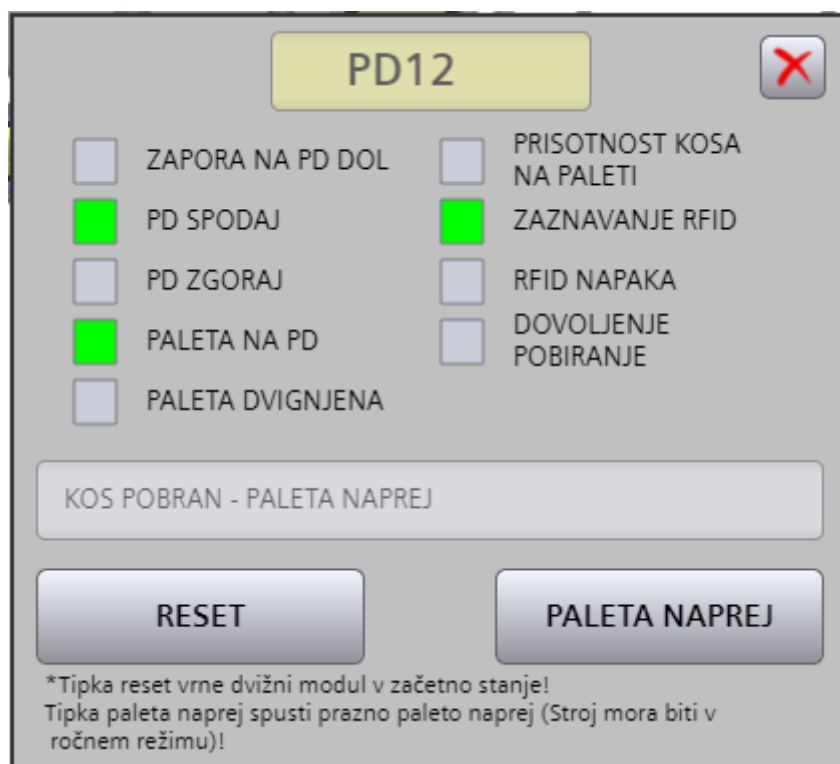 PD12
ZAPORA NA PD DOL
PRISOTNOST KOSA
NA PALETI
PD SPODAJ
ZAZNAVANJE RFID
PD ZGORAJ
RFID NAPAKA
PALETA NA PD
DOVOLJENJE
POBIRANJE
PALETA DVIGNJENA
KOS POBRAN - PALETA NAPREJ
RESET
PALETA NAPREJ
*Tipka reset vrne dvižni modul v začetno stanje!
Tipka paleta naprej spusti prazno paleto naprej (Stroj mora biti v
ročnem režimu)!